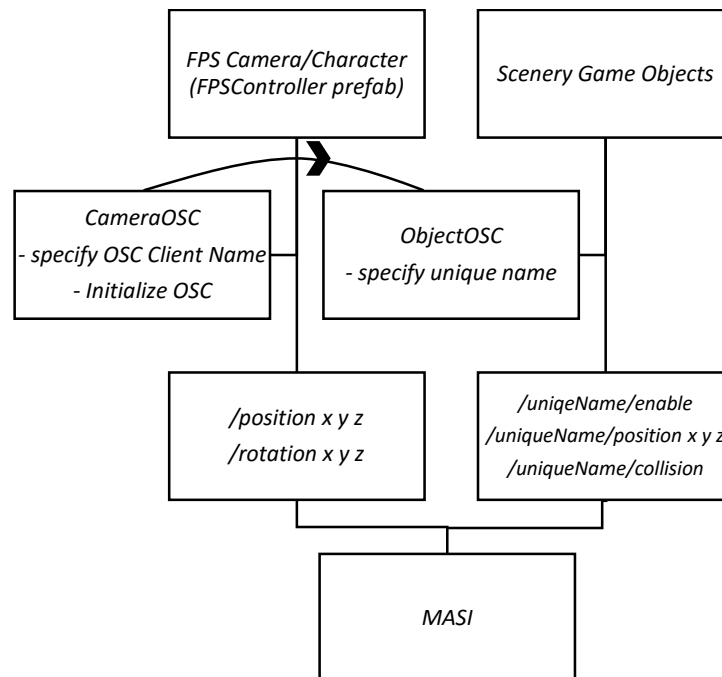 FPS Camera/Character
(FPSController prefab)
Scenery Game Objects
CameraOSC
- specify OSC Client Name
- Initialize OSC
ObjectOSC
- specify unique name
/position x y z
/rotation x y z
/uniqeName/enable
/uniqueName/position x y z
/uniqueName/collision
MASI